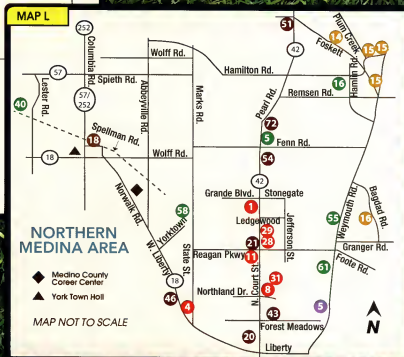 MAP L
252
Columbia Rd.
Wolff Rd.
57
Spieth Rd.
Lester Rd.
57/
252
Abbeyville Rd.
Marks Rd.
40
Spellman Rd.
18
18
Wolff Rd.
Norwalk Rd.
58
Yorktown
NORTHERN
MEDINA AREA
Medina County
Career Center
York Town Hall
MAP NOT TO SCALE
W. Liberty
18
State St.
46
4
51
42
Foskett
14
Plum Creek
15
15
15
Hamilton Rd.
Hamlin Rd.
16
Remsen Rd.
Pearl Rd.
72
5
Fenn Rd.
54
42
Grande Blvd.
Stonegate
1
Ledgewood
29
28
Jefferson St.
21
Reagan Pkwy.
11
55
Weymouth Rd.
16
Bagdad Rd.
Granger Rd.
Foote Rd.
61
31
8
Northland Dr.
N. Court St.
43
5
Forest Meadows
20
Liberty
N